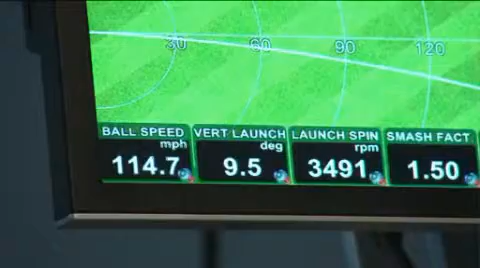 30 60 90 120
BALL SPEED VERT LAUNCH LAUNCH SPIN SMASH FACT
mph deg rpm
114.7 9.5 3491 1.50